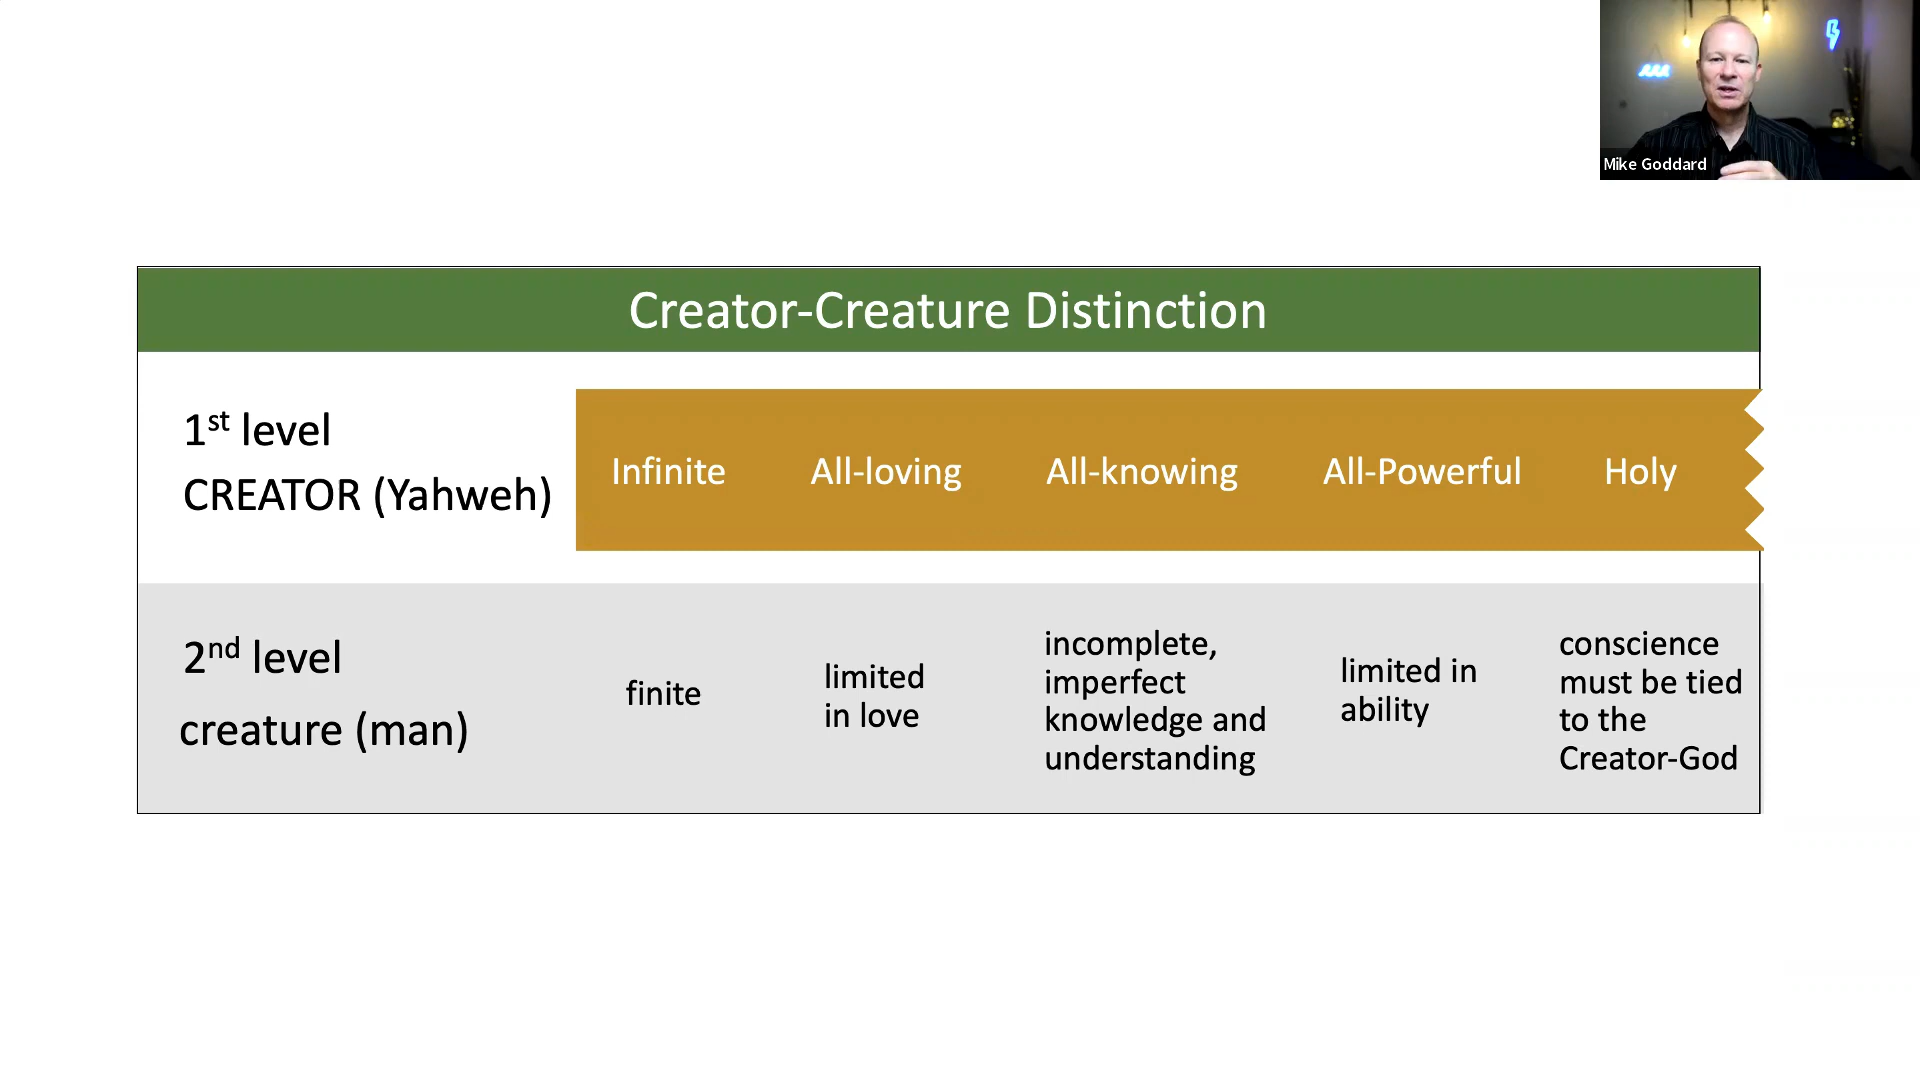 Mike Goddard
Creator-Creature Distinction
1st level
CREATOR (Yahweh)
Infinite
All-loving
All-knowing
All-Powerful
Holy
2nd level
creature (man)
finite
limited
in love
incomplete,
imperfect
knowledge and
understanding
limited in
ability
conscience
must be tied
to the
Creator-God